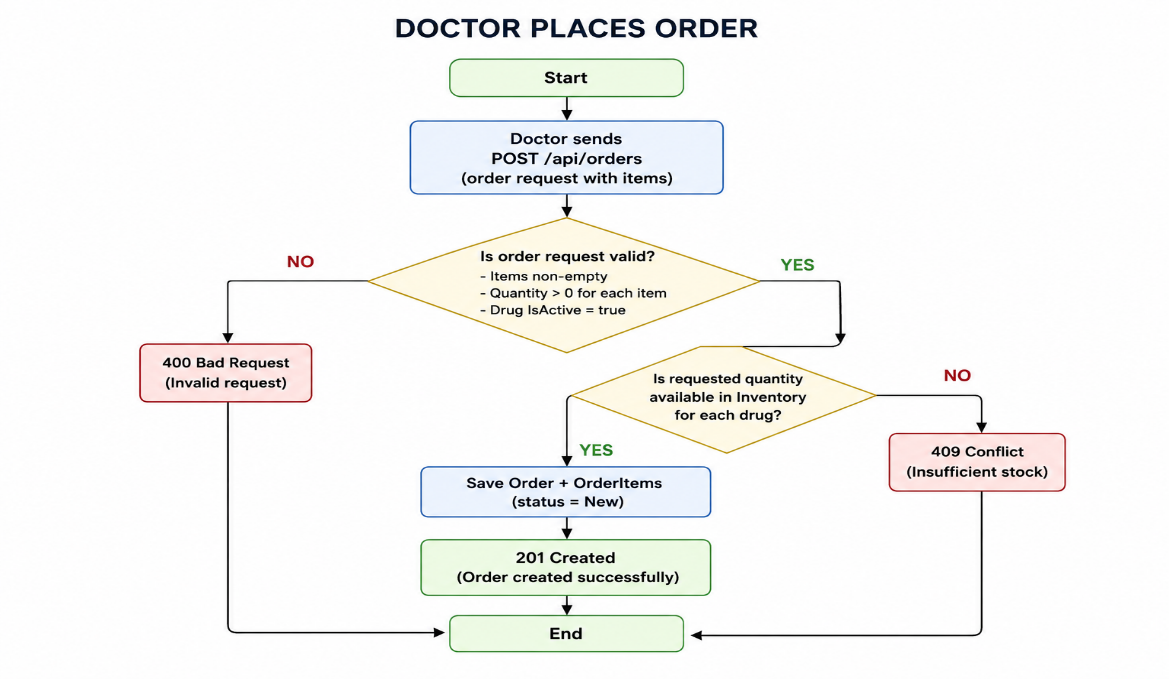 DOCTOR PLACES ORDER
Start
Doctor sends
POST /api/orders
(order request with items)
Is order request valid?
- Items non-empty
- Quantity > 0 for each item
- Drug IsActive = true
NO
YES
400 Bad Request
(Invalid request)
Is requested quantity
available in Inventory
for each drug?
NO
YES
409 Conflict
(Insufficient stock)
Save Order + OrderItems
(status = New)
201 Created
(Order created successfully)
End